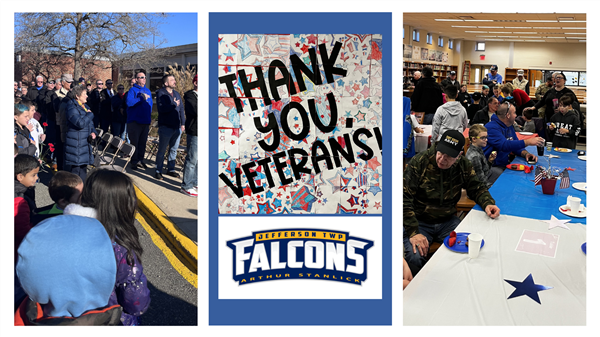 THANK
YOU,
VETERANS!
JEFFERSON TWP
FALCONS
ARTHUR STANLICK